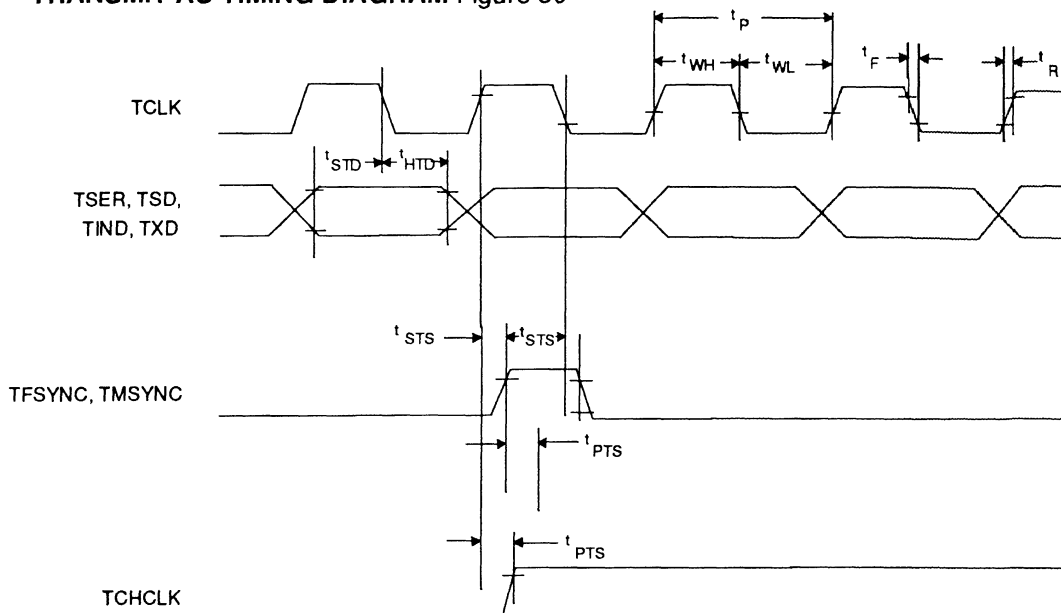 TRANSMIT AC TIMING DIAGRAM Figure 30
t P
t WH
t WL
t F
t R
TCLK
t STD
t HTD
TSER, TSD,
TIND, TXD
t STS
t STS
TFSYNC, TMSYNC
t PTS
t PTS
TCHCLK